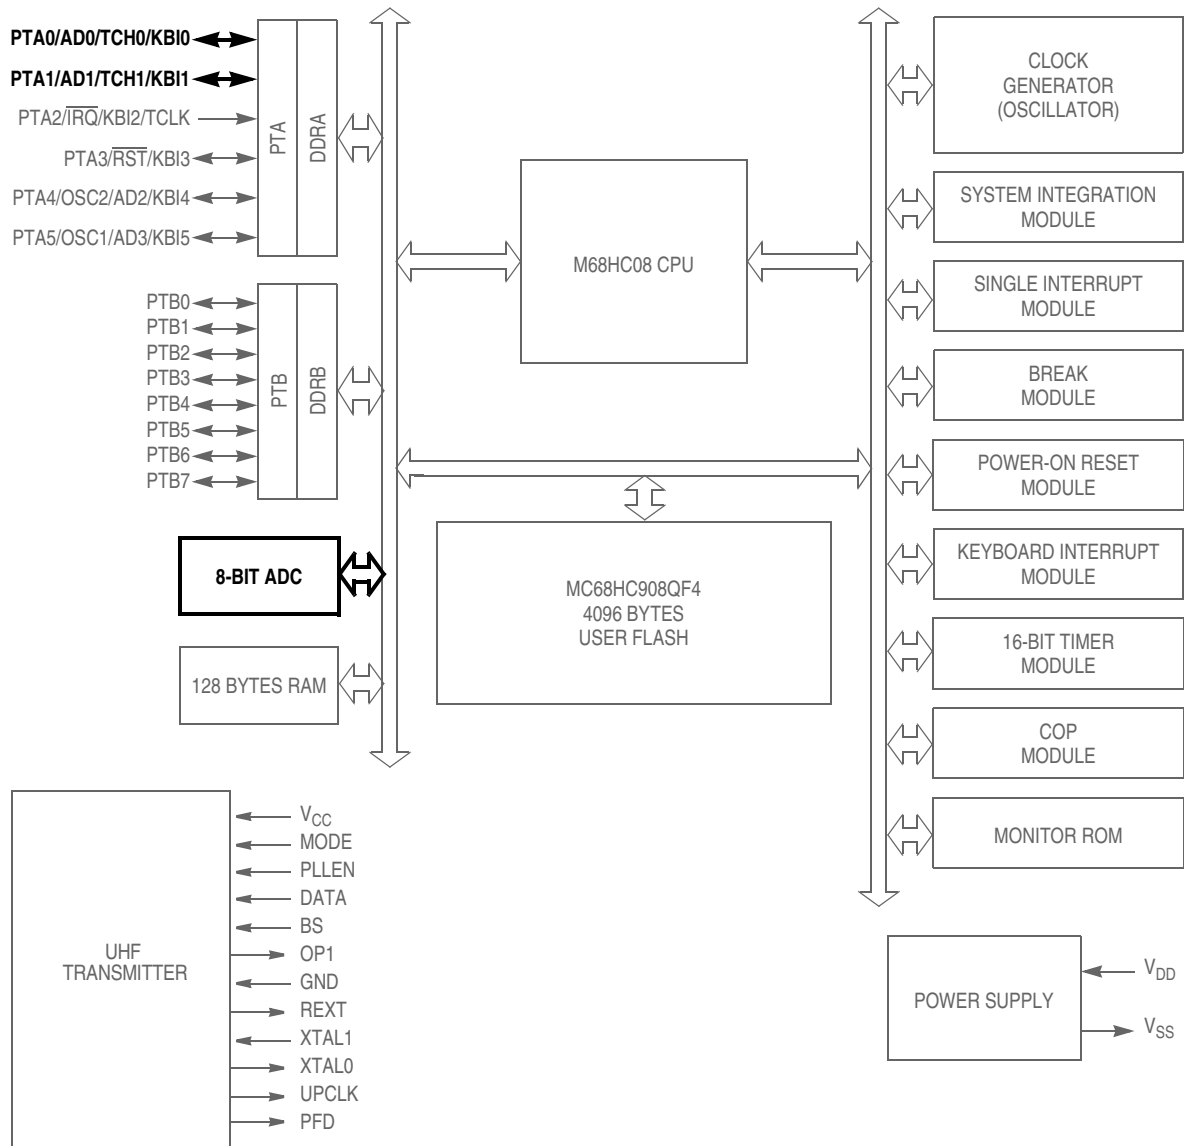 PTA0/AD0/TCH0/KBI0
PTA1/AD1/TCH1/KBI1
PTA2/IRQ/KBI2/TCLK
PTA3/RST/KBI3
PTA4/OSC2/AD2/KBI4
PTA5/OSC1/AD3/KBI5
PTA
DDRA
PTB0
PTB1
PTB2
PTB3
PTB4
PTB5
PTB6
PTB7
PTB
DDRB
8-BIT ADC
128 BYTES RAM
M68HC08 CPU
MC68HC908QF4
4096 BYTES
USER FLASH
CLOCK
GENERATOR
(OSCILLATOR)
SYSTEM INTEGRATION
MODULE
SINGLE INTERRUPT
MODULE
BREAK
MODULE
POWER-ON RESET
MODULE
KEYBOARD INTERRUPT
MODULE
16-BIT TIMER
MODULE
COP
MODULE
MONITOR ROM
UHF
TRANSMITTER
VCC
MODE
PLLEN
DATA
BS
OP1
GND
REXT
XTAL1
XTAL0
UPCLK
PFD
POWER SUPPLY
VDD
VSS